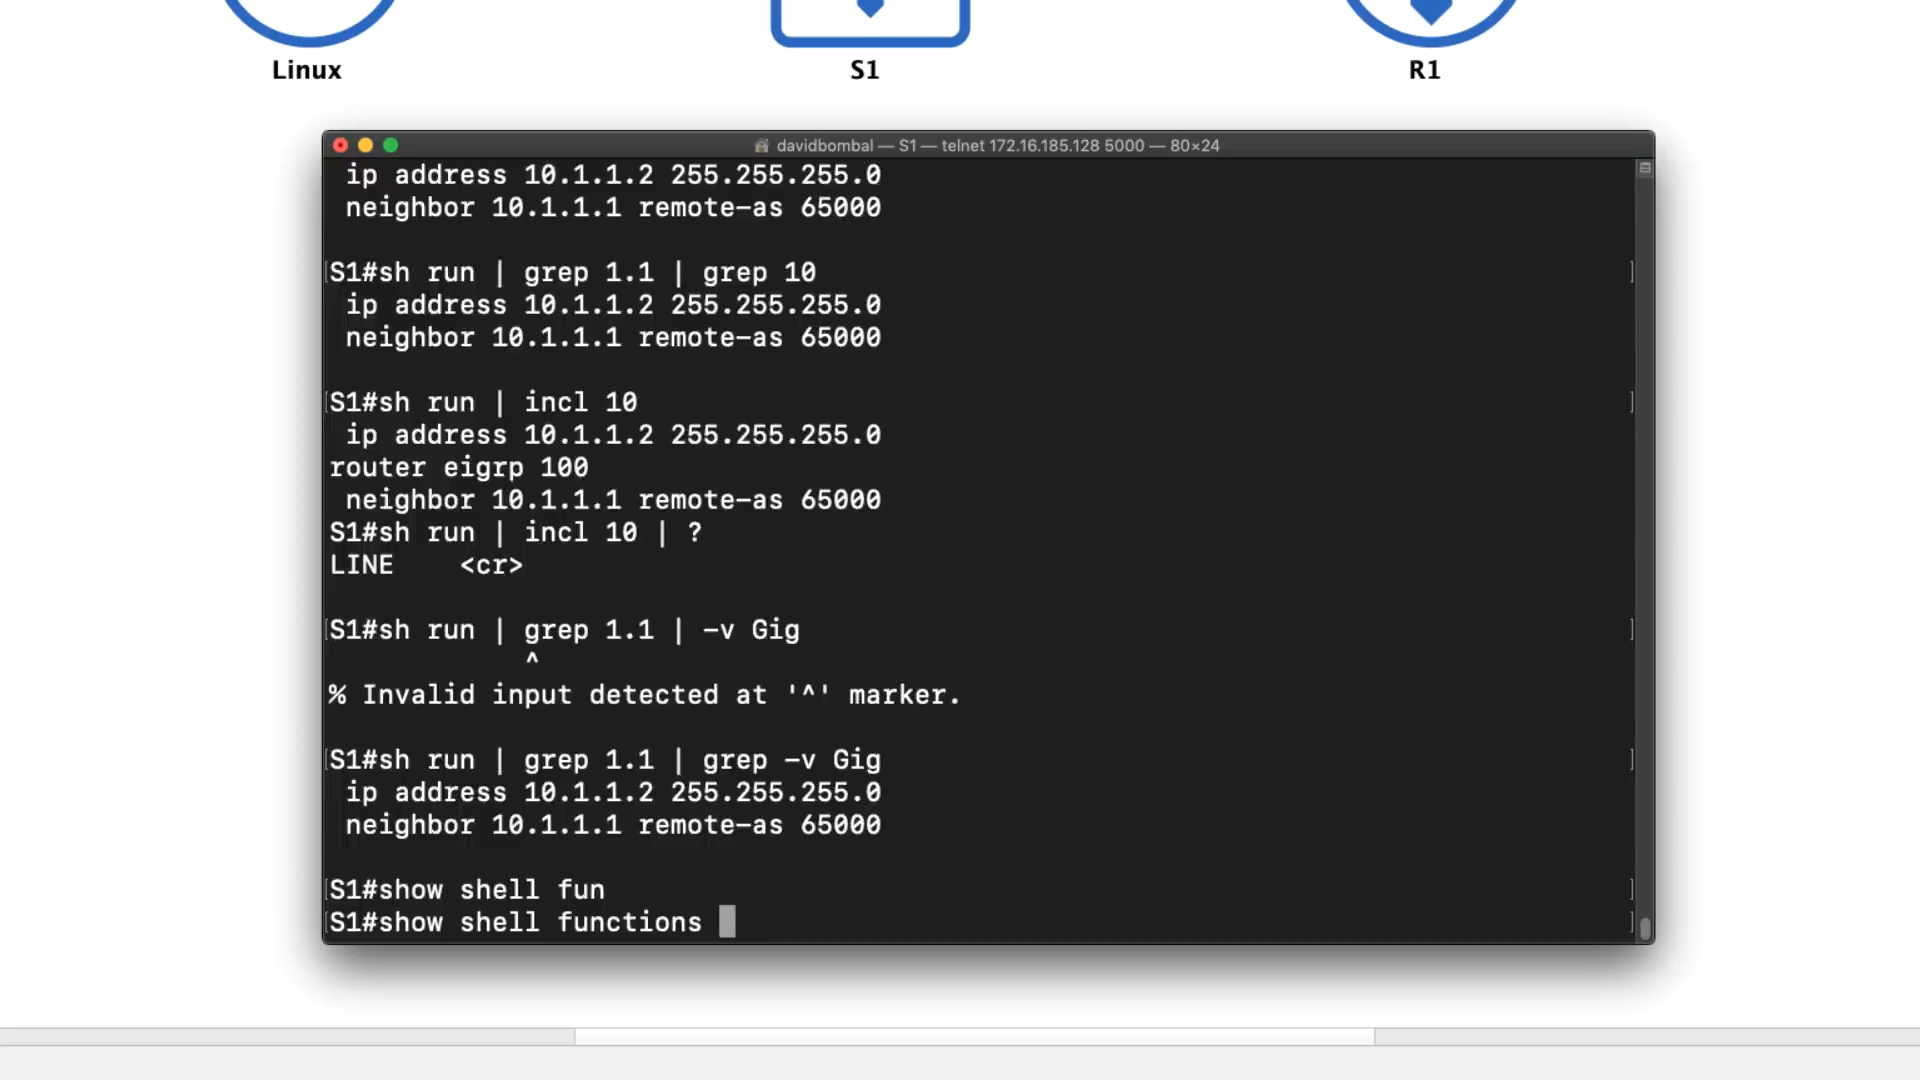 Linux
S1
R1
davidbombal — S1 — telnet 172.16.185.128 5000 — 80×24
ip address 10.1.1.2 255.255.255.0
neighbor 10.1.1.1 remote-as 65000
S1#sh run | grep 1.1 | grep 10
ip address 10.1.1.2 255.255.255.0
neighbor 10.1.1.1 remote-as 65000
S1#sh run | incl 10
ip address 10.1.1.2 255.255.255.0
router eigrp 100
neighbor 10.1.1.1 remote-as 65000
S1#sh run | incl 10 | ?
LINE    <cr>
S1#sh run | grep 1.1 | -v Gig
^
% Invalid input detected at '^' marker.
S1#sh run | grep 1.1 | grep -v Gig
ip address 10.1.1.2 255.255.255.0
neighbor 10.1.1.1 remote-as 65000
S1#show shell fun
S1#show shell functions